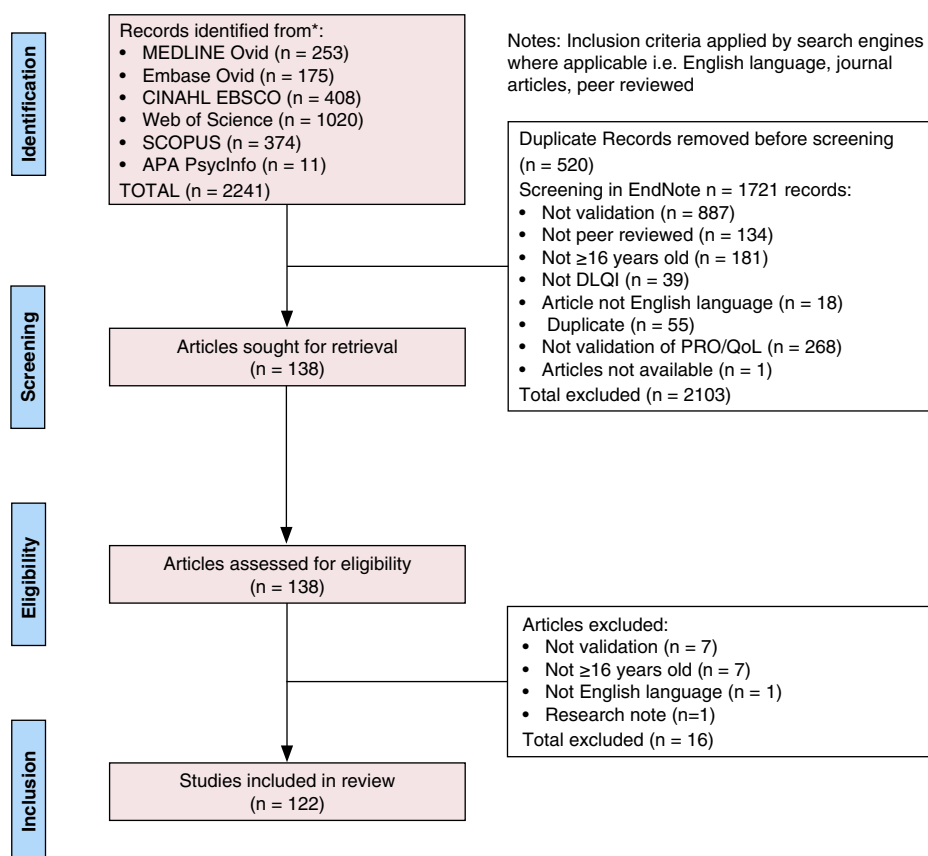 Identification
Records identified from*:
• MEDLINE Ovid (n = 253)
• Embase Ovid (n = 175)
• CINAHL EBSCO (n = 408)
• Web of Science (n = 1020)
• SCOPUS (n = 374)
• APA PsycInfo (n = 11)
TOTAL (n = 2241)
Notes: Inclusion criteria applied by search engines
where applicable i.e. English language, journal
articles, peer reviewed
Duplicate Records removed before screening
(n = 520)
Screening in EndNote n = 1721 records:
• Not validation (n = 887)
• Not peer reviewed (n = 134)
• Not ≥16 years old (n = 181)
• Not DLQI (n = 39)
• Article not English language (n = 18)
• Duplicate (n = 55)
• Not validation of PRO/QoL (n = 268)
• Articles not available (n = 1)
Total excluded (n = 2103)
Screening
Articles sought for retrieval
(n = 138)
Eligibility
Articles assessed for eligibility
(n = 138)
Articles excluded:
• Not validation (n = 7)
• Not ≥16 years old (n = 7)
• Not English language (n = 1)
• Research note (n=1)
Total excluded (n = 16)
Inclusion
Studies included in review
(n = 122)